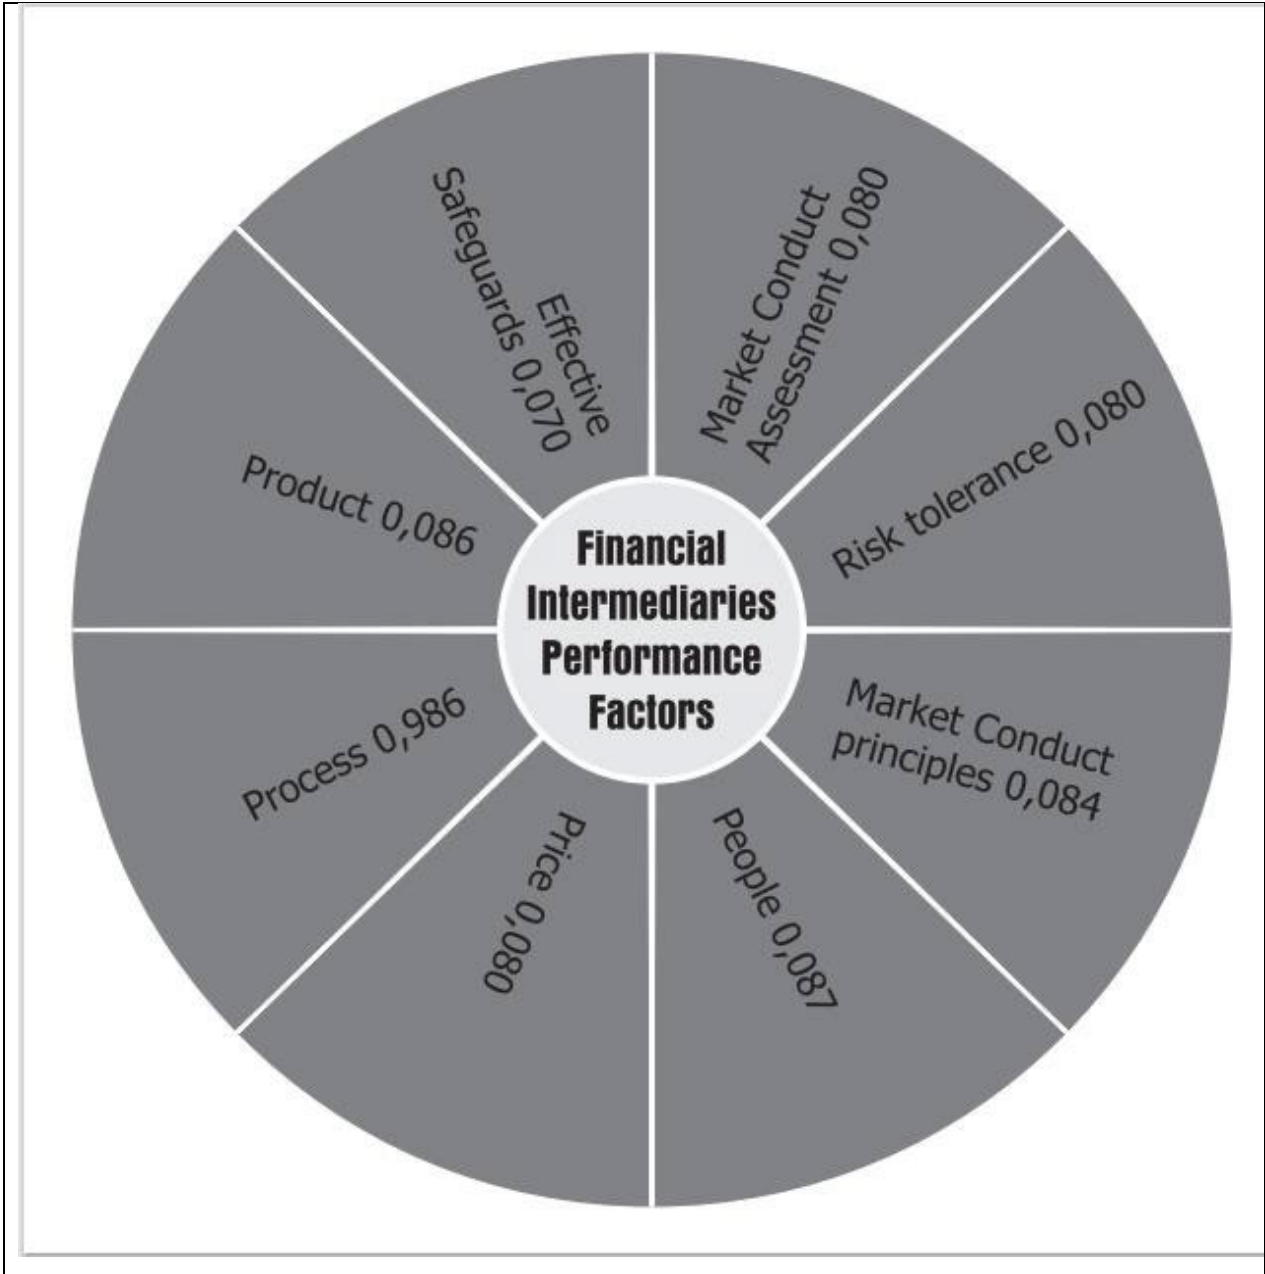 Financial
Intermediaries
Performance
Factors
Market Conduct
Assessment 0,080
Risk tolerance 0,080
Market Conduct
principles 0,084
People 0,087
Price 0,080
Process 0,986
Product 0,086
Effective
Safeguards 0,070